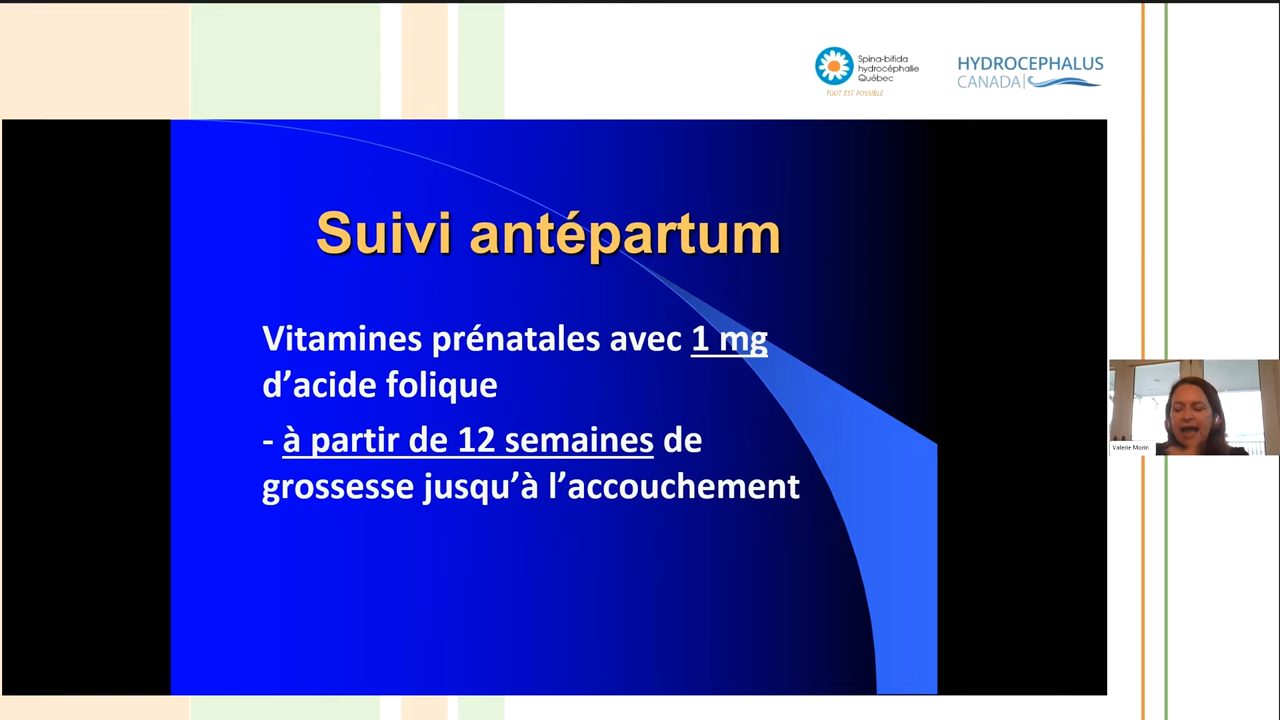 Spina-bifida
hydrocéphalie
Québec
TOUT EST POSSIBLE
HYDROCEPHALUS
CANADA
Suivi antépartum
Vitamines prénatales avec 1 mg
d’acide folique
- à partir de 12 semaines de
grossesse jusqu’à l’accouchement
Valérie Morin